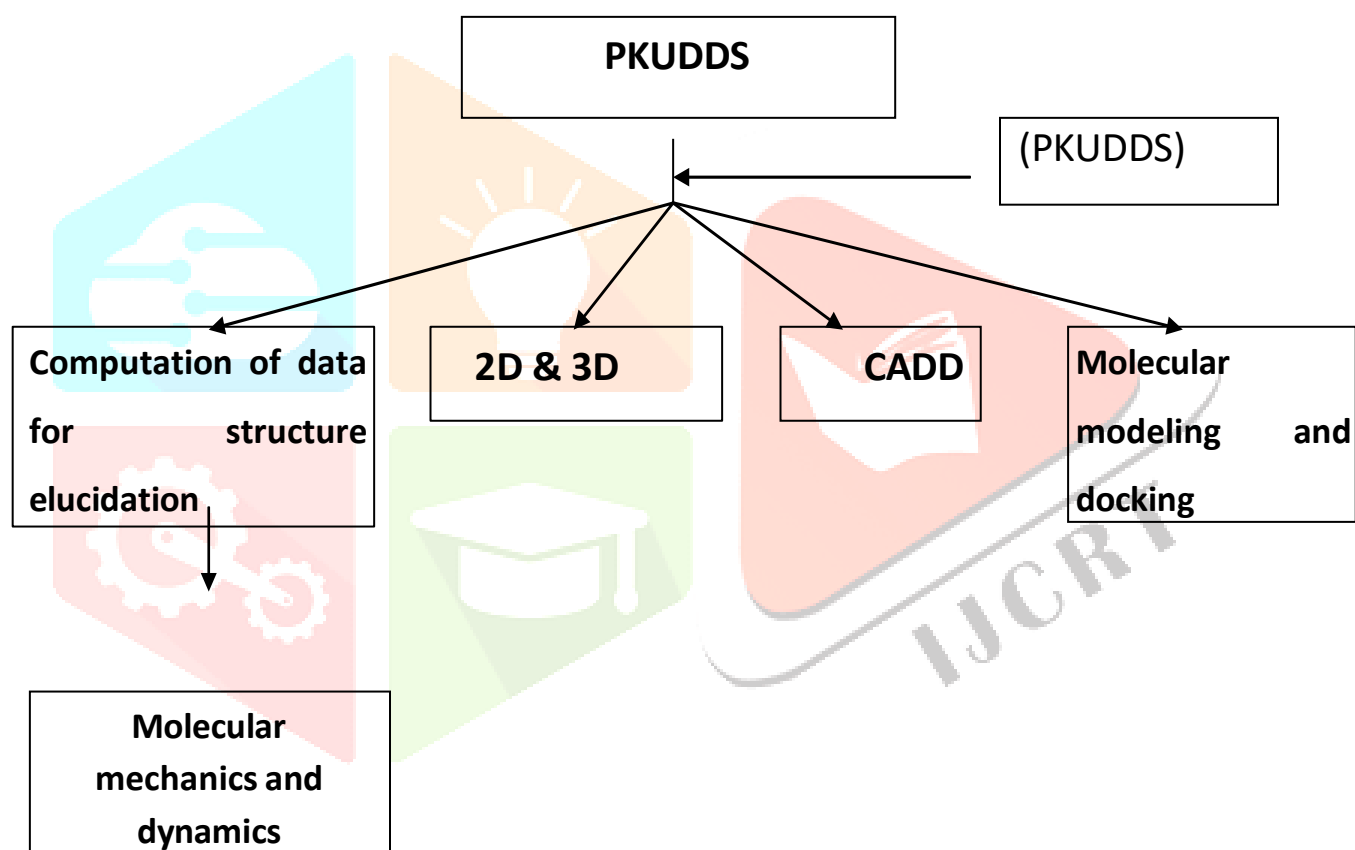 PKUDDS
(PKUDDS)
Computation of data
for structure
elucidation
2D & 3D
CADD
Molecular
modeling and
docking
IJCRT
Molecular
mechanics and
dynamics